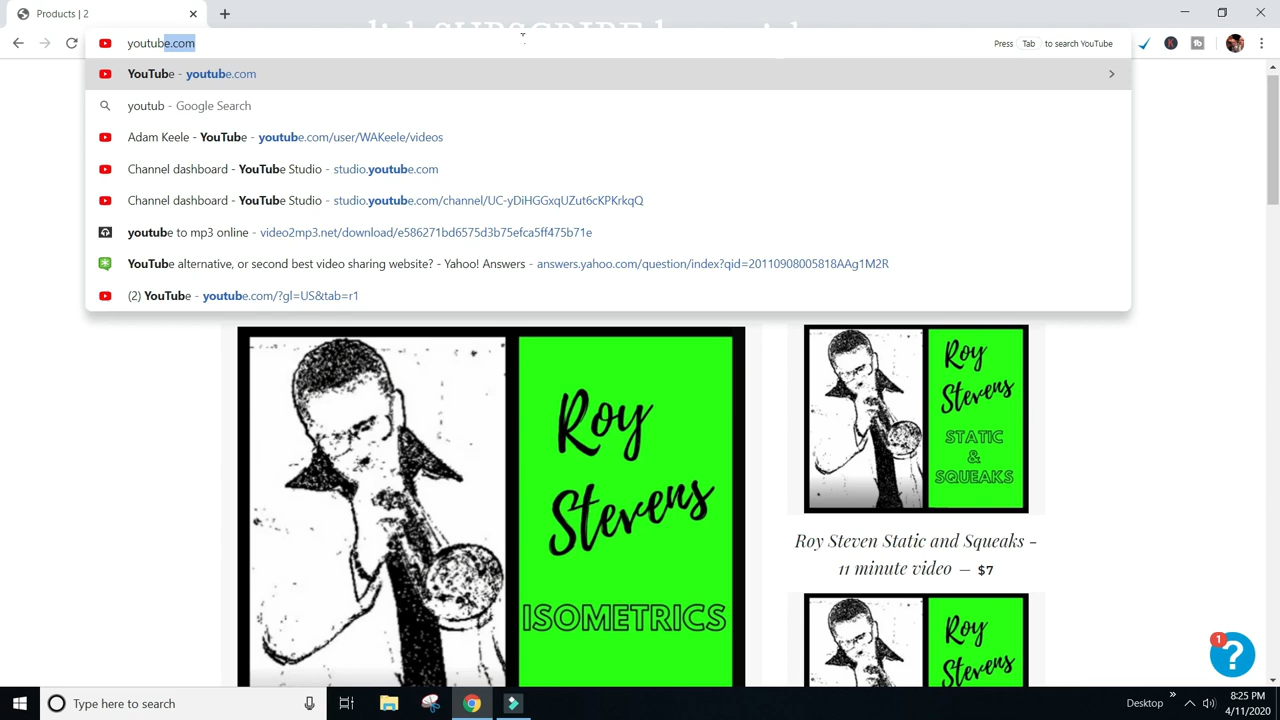 Products | 2
click SUBSCRIBE
youtube.com
Press Tab to search YouTube
YouTube - youtube.com
youtub - Google Search
Adam Keele - YouTube - youtube.com/user/WAKeele/videos
Channel dashboard - YouTube Studio - studio.youtube.com
Channel dashboard - YouTube Studio - studio.youtube.com/channel/UC-yDiHGGxqUZut6cKPKrkqQ
youtube to mp3 online - video2mp3.net/download/e586271bd6575d3b75efca5ff475b71e
YouTube alternative, or second best video sharing website? - Yahoo! Answers - answers.yahoo.com/question/index?qid=20110908005818AAg1M2R
(2) YouTube - youtube.com/?gl=US&tab=r1
Roy
Stevens
ISOMETRICS
Roy
Stevens
STATIC
&
SQUEAKS
Roy Steven Static and Squeaks -
11 minute video — $7
Roy
Stevens
1
?
Type here to search
Desktop
8:25 PM
4/11/2020